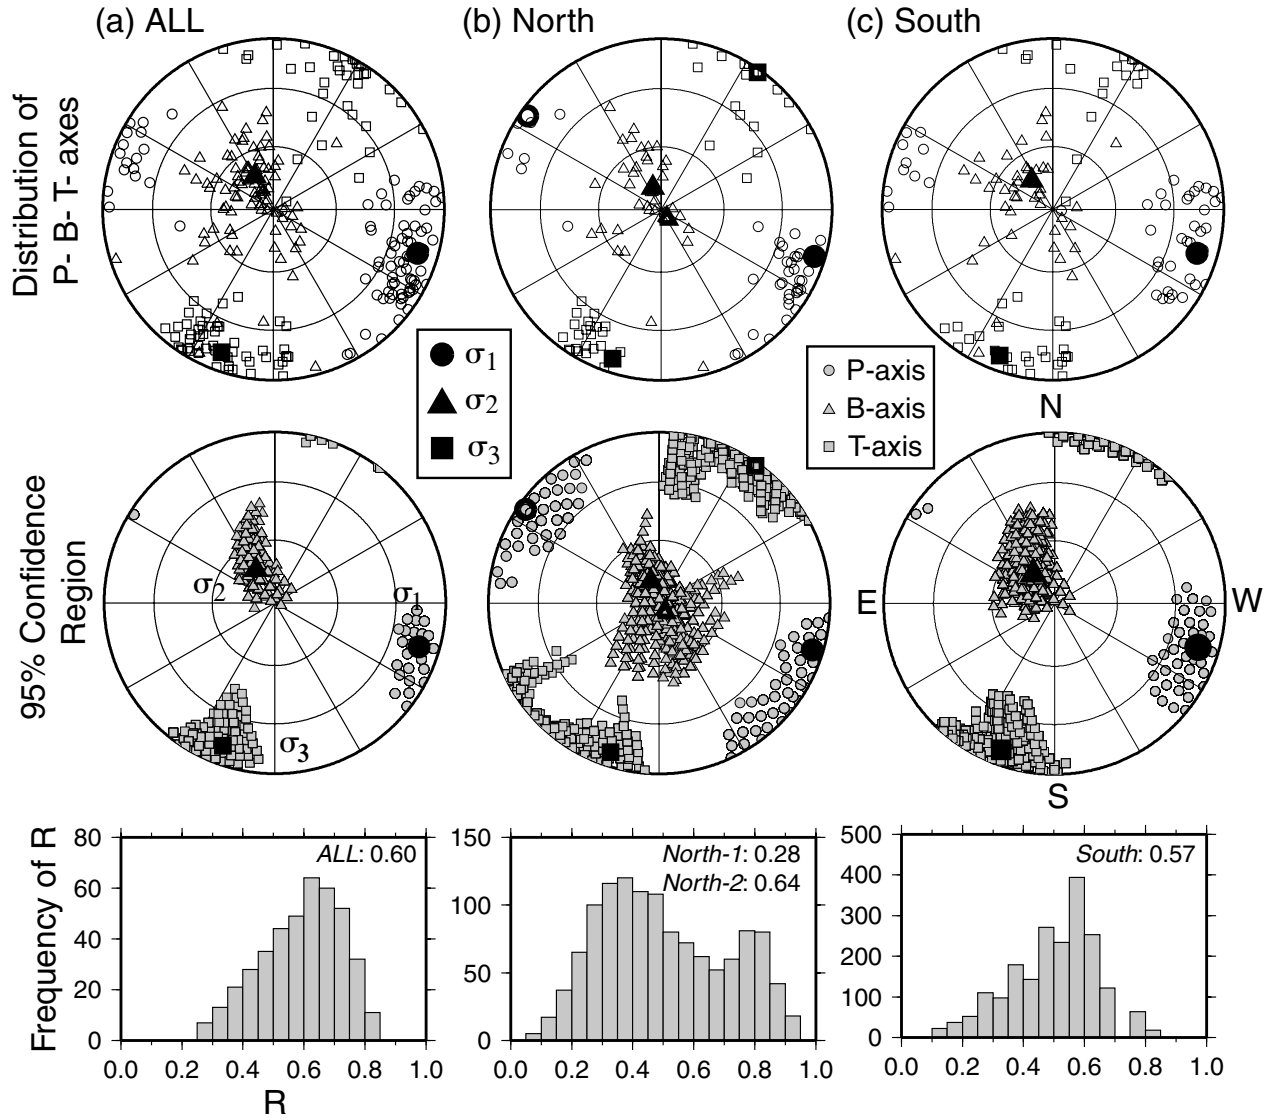 (a) ALL
(b) North
(c) South
Distribution of
P- B- T- axes
σ1
σ2
σ3
P-axis
B-axis
T-axis
N
E
W
S
95% Confidence
Region
σ2
σ1
σ3
Frequency of R
80
60
40
20
0
ALL: 0.60
0.0 0.2 0.4 0.6 0.8 1.0
R
150
100
50
0
North-1: 0.28
North-2: 0.64
0.0 0.2 0.4 0.6 0.8 1.0
500
400
300
200
100
0
South: 0.57
0.0 0.2 0.4 0.6 0.8 1.0